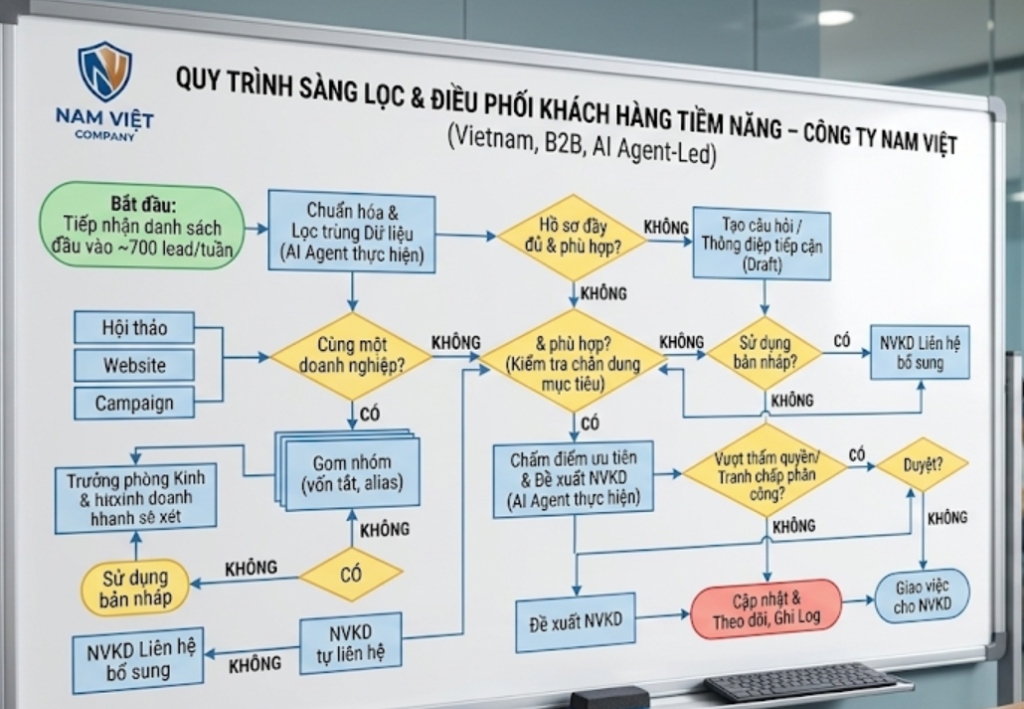 NAM VIỆT
COMPANY
QUY TRÌNH SÀNG LỌC & ĐIỀU PHỐI KHÁCH HÀNG TIỀM NĂNG – CÔNG TY NAM VIỆT
(Vietnam, B2B, AI Agent-Led)
Bắt đầu:
Tiếp nhận danh sách
đầu vào ~700 lead/tuần
Chuẩn hóa &
Lọc trùng Dữ liệu
(AI Agent thực hiện)
Hồ sơ đầy
đủ & phù hợp?
KHÔNG
Tạo câu hỏi /
Thông điệp tiếp cận
(Draft)
KHÔNG
Hội thảo
Website
Campaign
Cùng một
doanh nghiệp?
KHÔNG
& phù hợp?
(Kiểm tra chân dung
mục tiêu)
KHÔNG
Sử dụng
bản nháp?
CÓ
NVKD Liên hệ
bổ sung
KHÔNG
CÓ
CÓ
Trưởng phòng Kinh
& hixinh doanh
hhanh sẽ xét
Gom nhóm
(vốn tắt, alias)
Chấm điểm ưu tiên
& Đề xuất NVKD
(AI Agent thực hiện)
Vượt thẩm quyền/
Tranh chấp phân
công?
CÓ
Duyệt?
KHÔNG
KHÔNG
KHÔNG
Sử dụng
bản nháp
KHÔNG
CÓ
Đề xuất NVKD
Cập nhật &
Theo dõi, Ghi Log
Giao việc
cho NVKD
NVKD Liên hệ
bổ sung
KHÔNG
NVKD
tự liên hệ